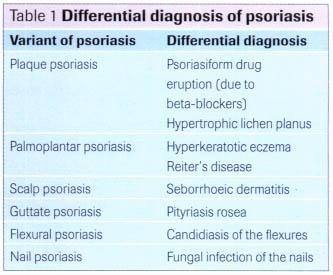 Table 1 Differential diagnosis of psoriasis
Variant of psoriasis Differential diagnosis
Plaque psoriasis Psoriasiform drug
eruption (due to
beta-blockers)
Hypertrophic lichen planus
Palmoplantar psoriasis Hyperkeratotic eczema
Reiter's disease
Scalp psoriasis Seborrhoeic dermatitis
Guttate psoriasis Pityriasis rosea
Flexural psoriasis Candidiasis of the flexures
Nail psoriasis Fungal infection of the nails